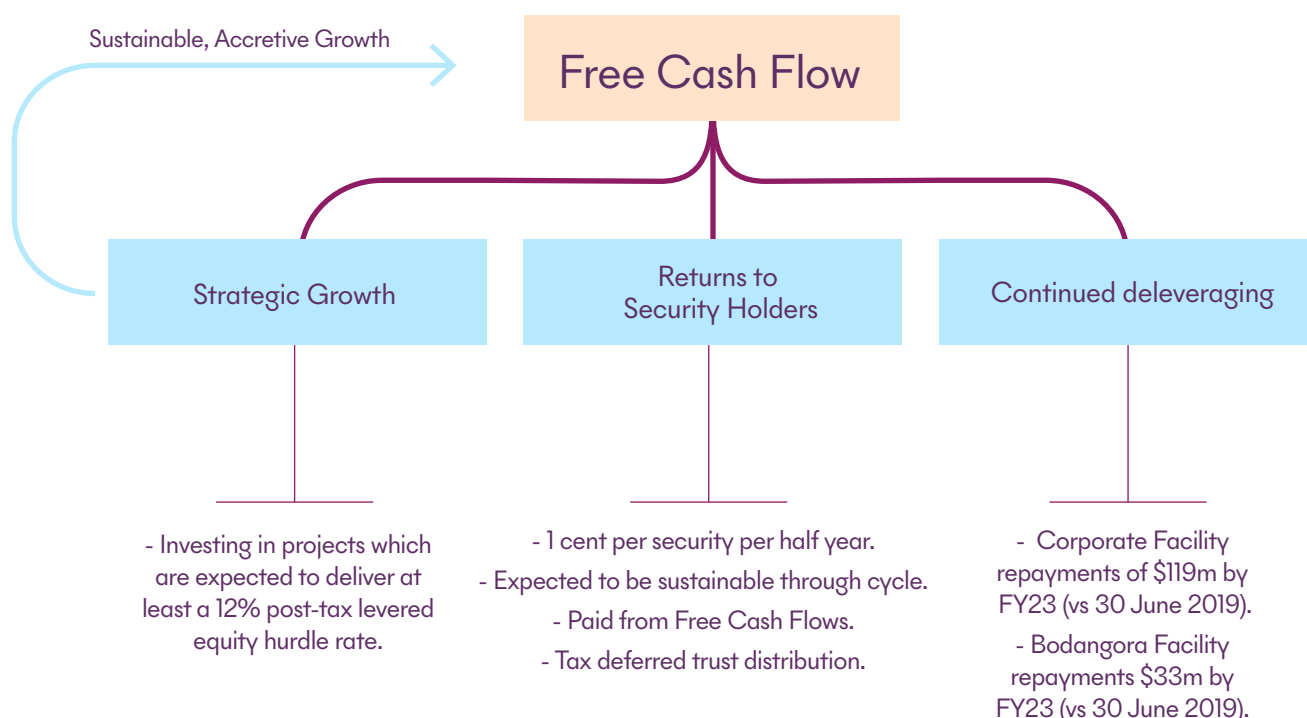 Sustainable, Accretive Growth
Free Cash Flow
Strategic Growth
Returns to
Security Holders
Continued deleveraging
- Investing in projects which
are expected to deliver at
least a 12% post-tax levered
equity hurdle rate.
- 1 cent per security per half year.
- Expected to be sustainable through cycle.
- Paid from Free Cash Flows.
- Tax deferred trust distribution.
- Corporate Facility
repayments of $119m by
FY23 (vs 30 June 2019).
- Bodangora Facility
repayments $33m by
FY23 (vs 30 June 2019).